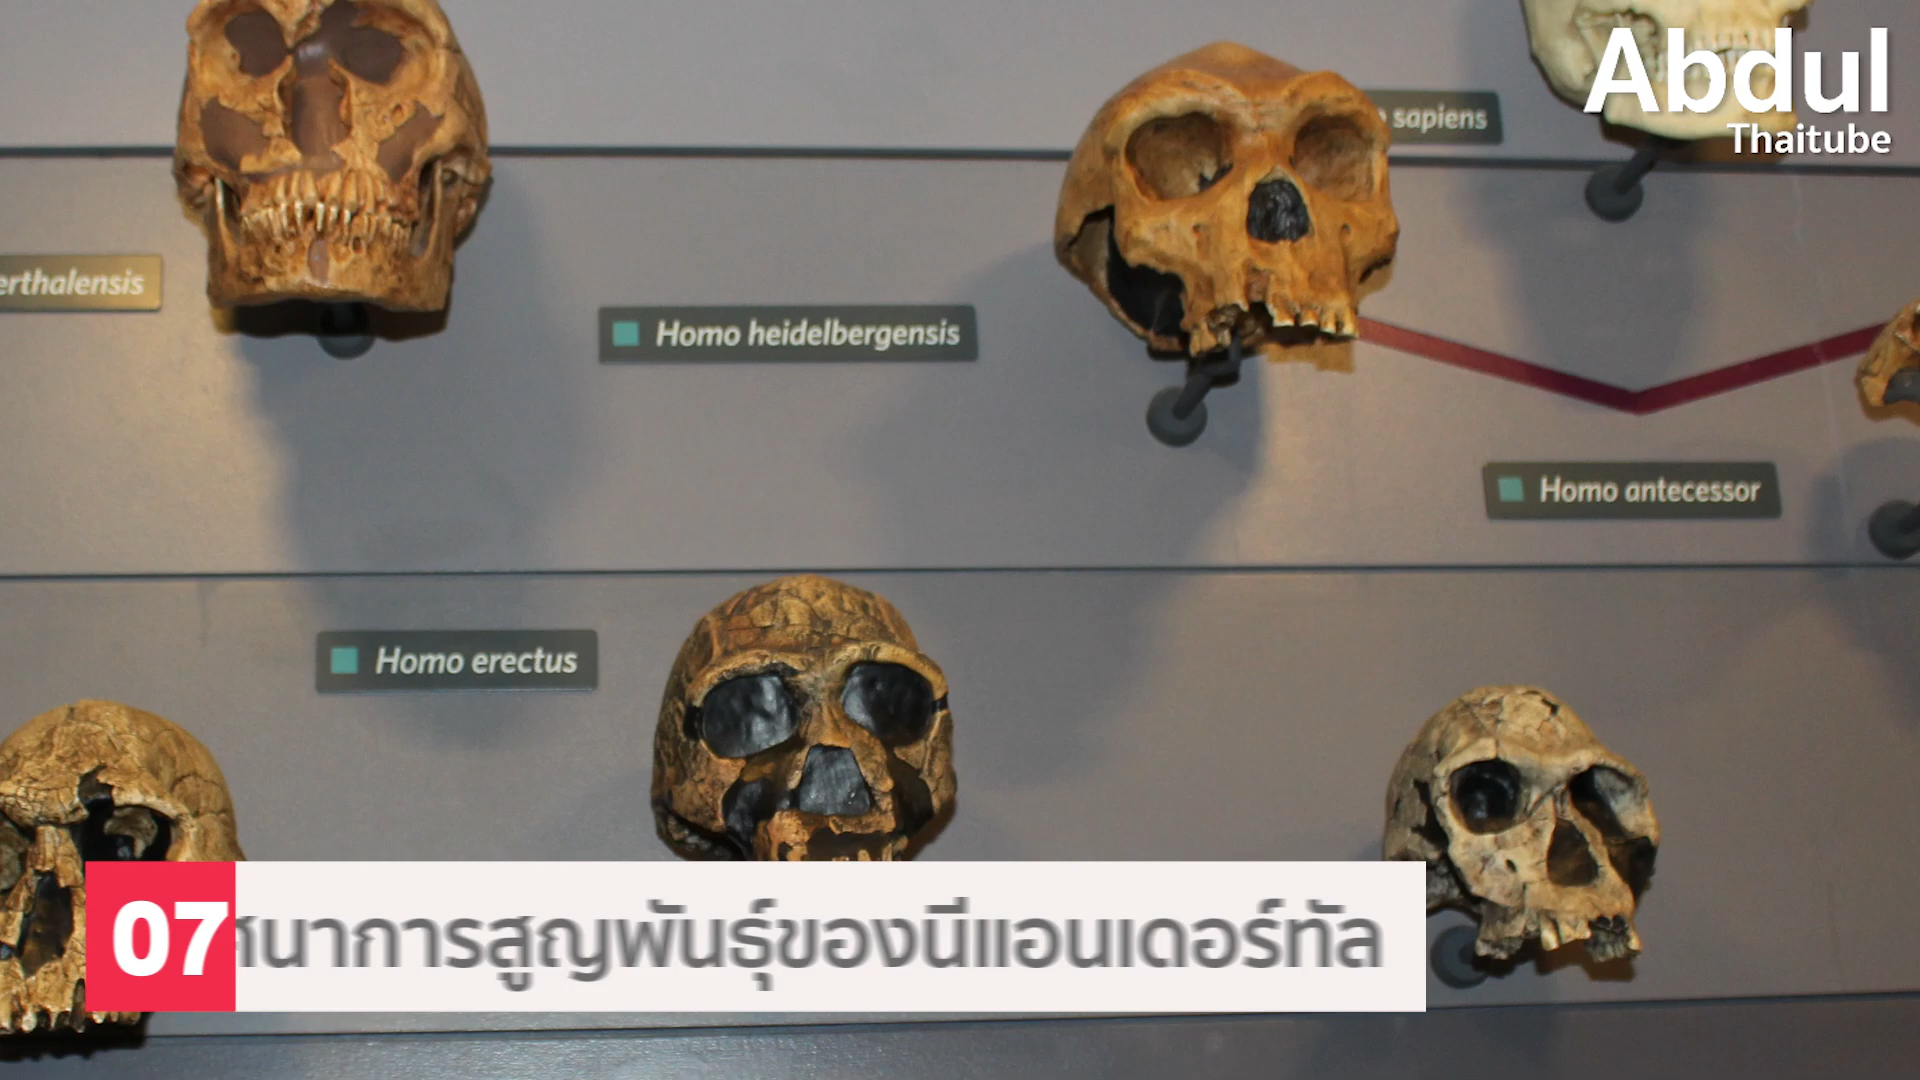 Abdul
Thaitube
sapiens
erthalensis
Homo heidelbergensis
Homo antecessor
Homo erectus
07
นาการสูญพันธุ์ของนีแอนเดอร์ทัล